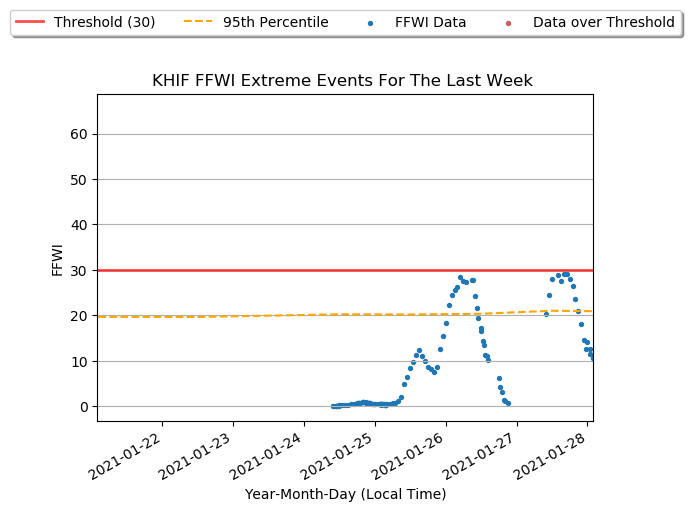 Threshold (30) 95th Percentile FFWI Data Data over Threshold
KHIF FFWI Extreme Events For The Last Week
60
50
40
30
20
10
0
FFWI
2021-01-22 2021-01-23 2021-01-24 2021-01-25 2021-01-26 2021-01-27 2021-01-28
Year-Month-Day (Local Time)